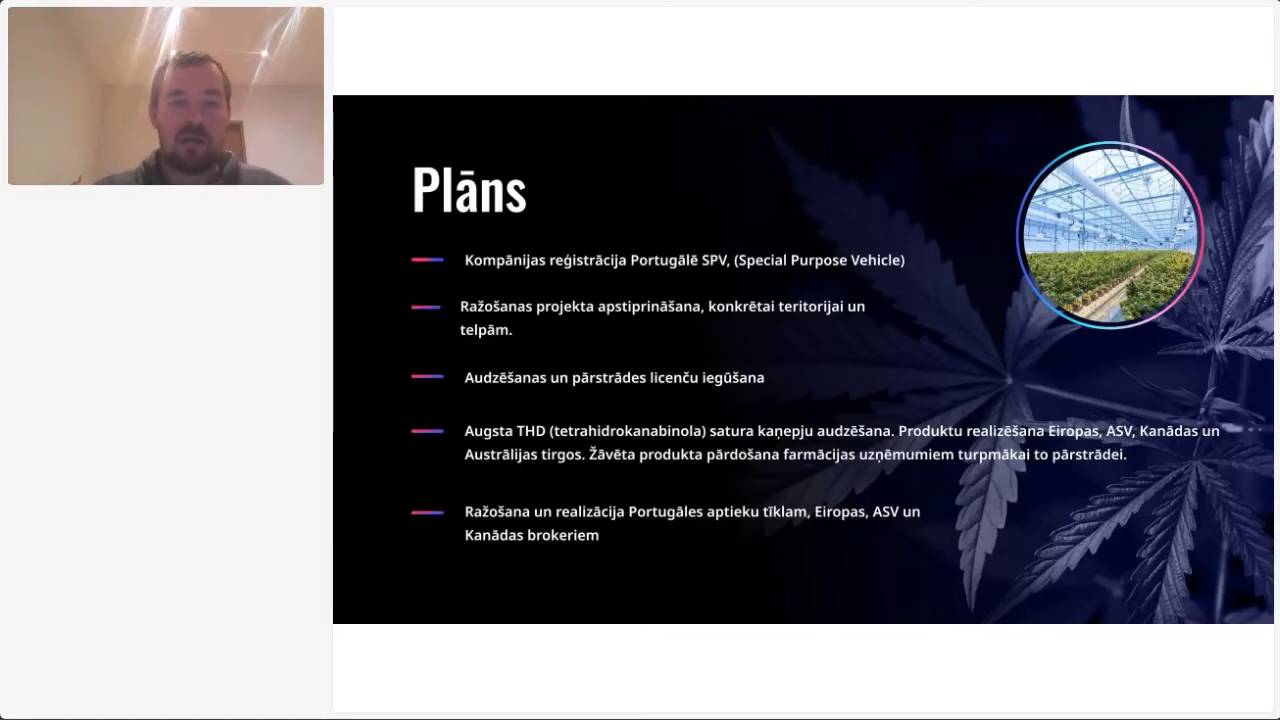 Plāns
Kompānijas reģistrācija Portugālē SPV, (Special Purpose Vehicle)
Ražošanas projekta apstiprināšana, konkrētai teritorijai un
telpām.
Audzēšanas un pārstrādes licenču iegūšana
Augsta THD (tetrahidrokanabinola) satura kaņepju audzēšana. Produktu realizēšana Eiropas, ASV, Kanādas un
Austrālijas tirgos. Žāvēta produkta pārdošana farmācijas uzņēmumiem turpmākai to pārstrādei.
Ražošana un realizācija Portugāles aptieku tīklam, Eiropas, ASV un
Kanādas brokeriem